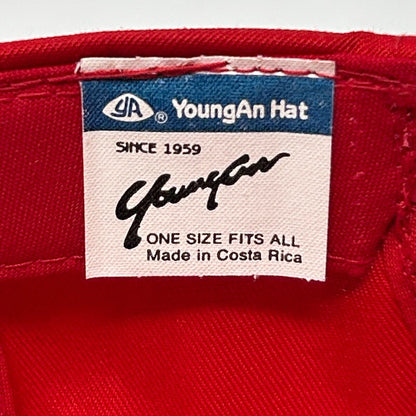 YA® YoungAn Hat
SINCE 1959
YoungAn
ONE SIZE FITS ALL
Made in Costa Rica